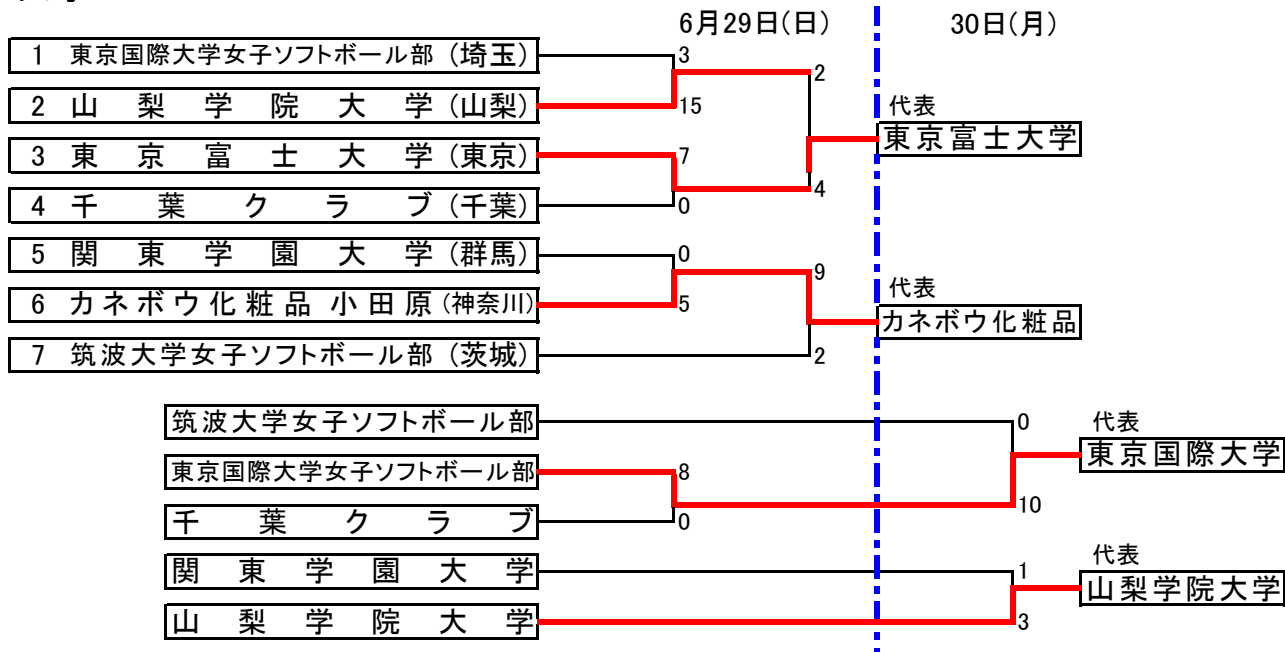 6月29日(日) 30日(月)
1 東京国際大学女子ソフトボール部 (埼玉)
3
2
2 山梨学院大学 (山梨)
15
代表
東京富士大学
3 東京富士大学 (東京)
7
4
4 千葉クラブ (千葉)
0
5 関東学園大学 (群馬)
0
9
6 カネボウ化粧品小田原 (神奈川)
5
代表
カネボウ化粧品
7 筑波大学女子ソフトボール部 (茨城)
2
筑波大学女子ソフトボール部
0
代表
東京国際大学
東京国際大学女子ソフトボール部
8
10
千葉クラブ
0
関東学園大学
1
代表
山梨学院大学
山梨学院大学
3